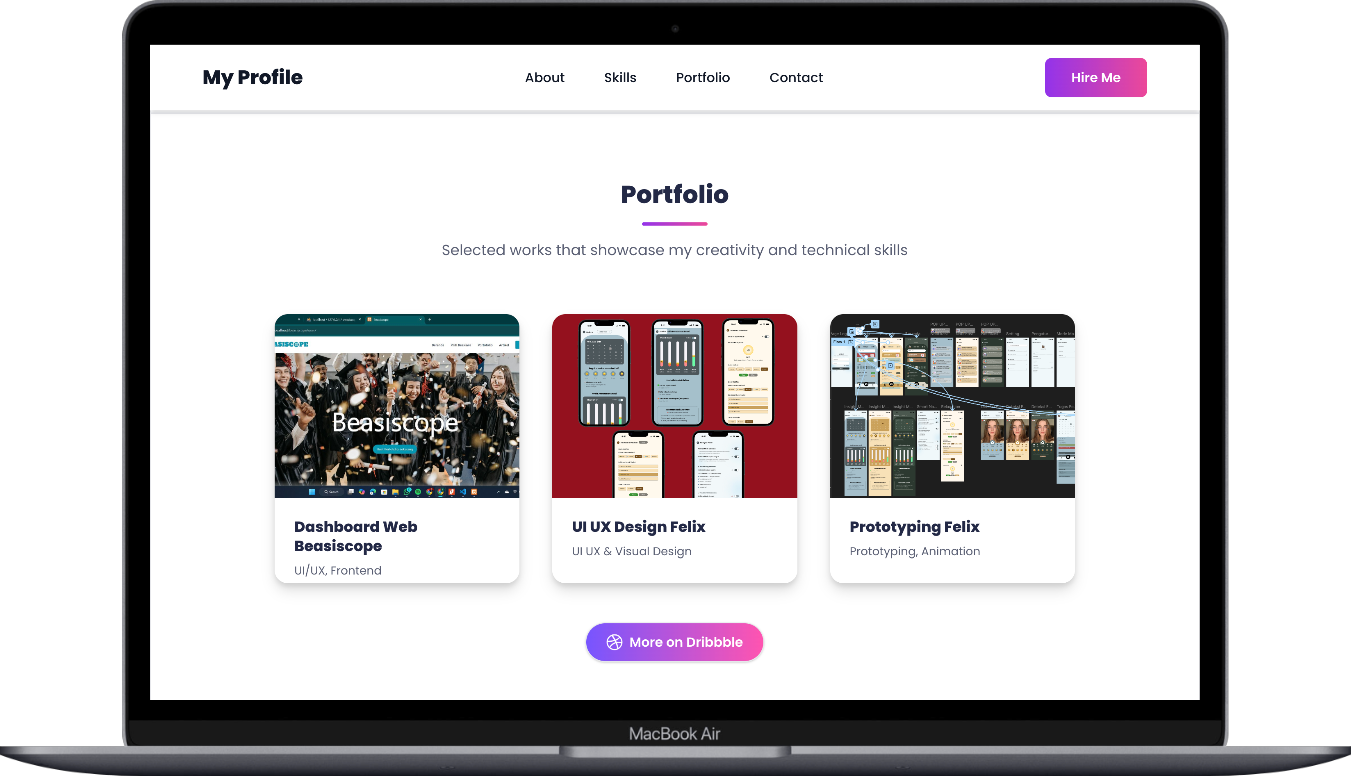 My Profile
About Skills Portfolio Contact
Hire Me
Portfolio
Selected works that showcase my creativity and technical skills
Beasiscope
Dashboard Web
Beasiscope
UI/UX, Frontend
UI UX Design Felix
UI UX & Visual Design
Prototyping Felix
Prototyping, Animation
More on Dribbble
MacBook Air